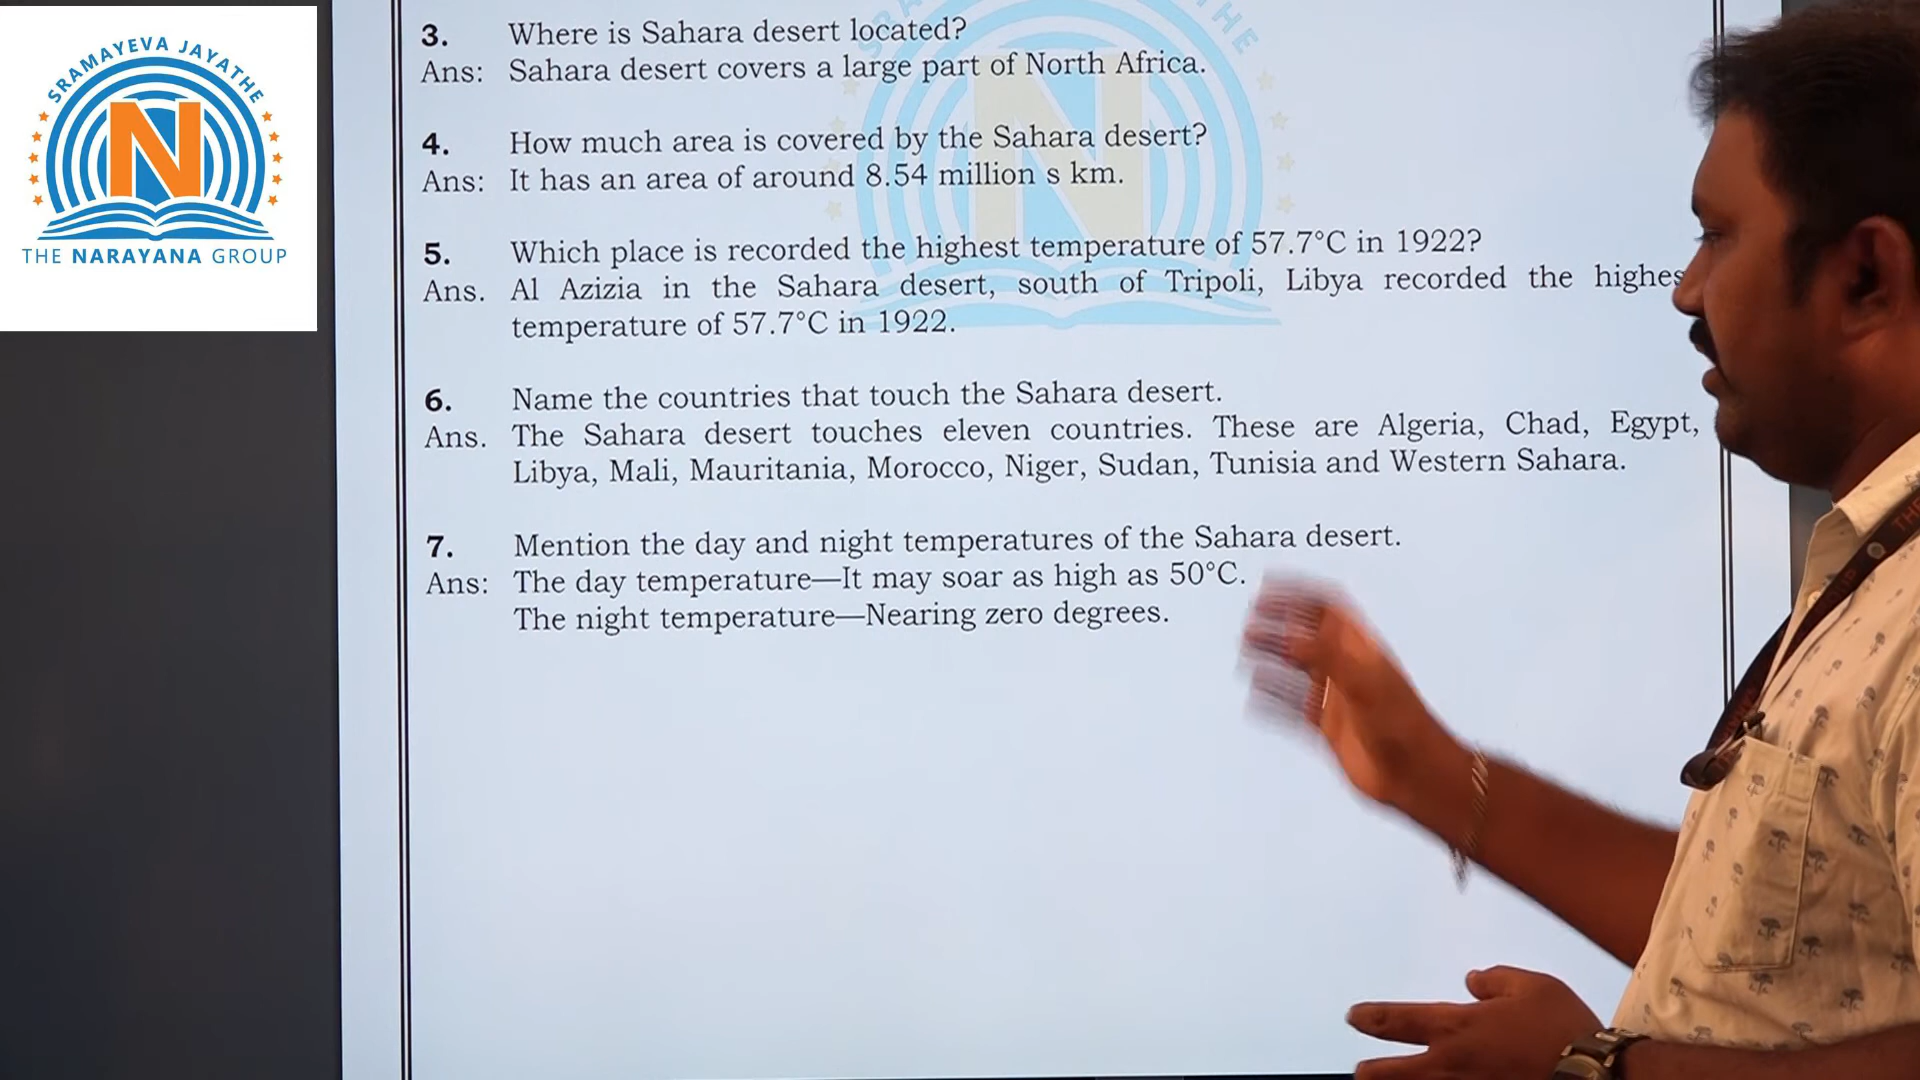 SRAMAYEVA JAYATHE
N
THE NARAYANA GROUP
3. Where is Sahara desert located?
Ans: Sahara desert covers a large part of North Africa.
4. How much area is covered by the Sahara desert?
Ans: It has an area of around 8.54 million s km.
5. Which place is recorded the highest temperature of 57.7°C in 1922?
Ans. Al Azizia in the Sahara desert, south of Tripoli, Libya recorded the highes
temperature of 57.7°C in 1922.
6. Name the countries that touch the Sahara desert.
Ans. The Sahara desert touches eleven countries. These are Algeria, Chad, Egypt,
Libya, Mali, Mauritania, Morocco, Niger, Sudan, Tunisia and Western Sahara.
7. Mention the day and night temperatures of the Sahara desert.
Ans: The day temperature—It may soar as high as 50°C.
The night temperature—Nearing zero degrees.